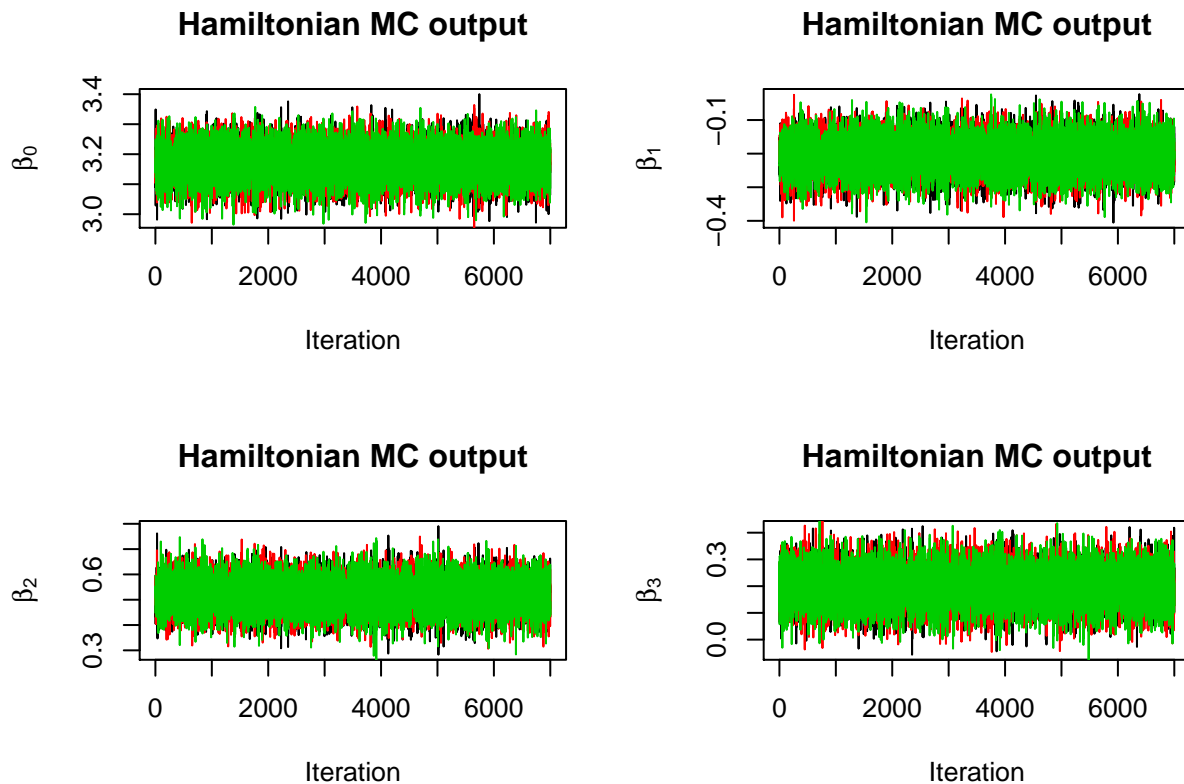 Hamiltonian MC output
β₀
3.0 3.2 3.4
0 2000 4000 6000
Iteration
Hamiltonian MC output
β₁
−0.4 −0.1
0 2000 4000 6000
Iteration
Hamiltonian MC output
β₂
0.3 0.6
0 2000 4000 6000
Iteration
Hamiltonian MC output
β₃
0.0 0.3
0 2000 4000 6000
Iteration